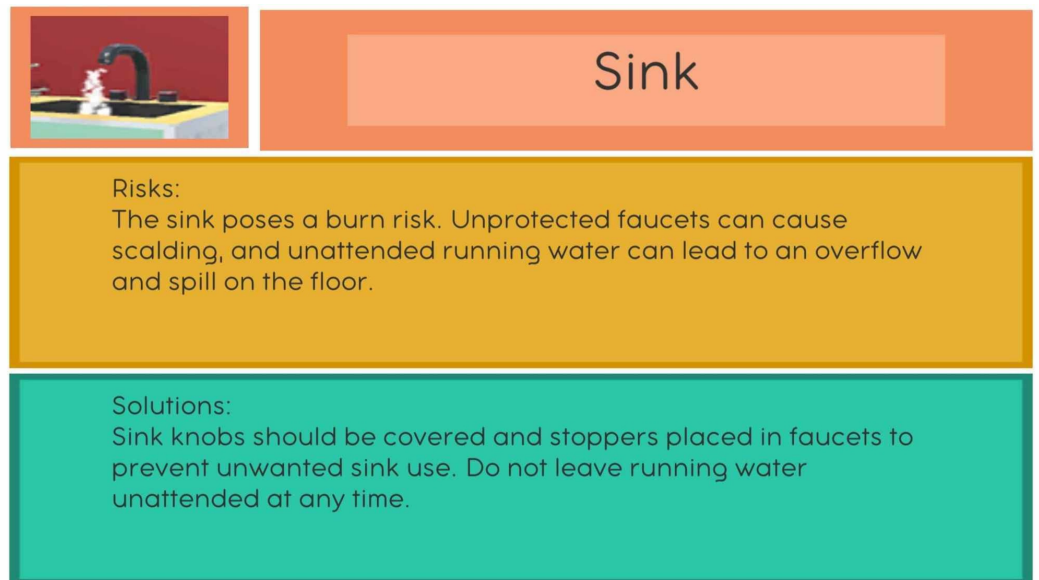 Sink
Risks:
The sink poses a burn risk. Unprotected faucets can cause
scalding, and unattended running water can lead to an overflow
and spill on the floor.
Solutions:
Sink knobs should be covered and stoppers placed in faucets to
prevent unwanted sink use. Do not leave running water
unattended at any time.